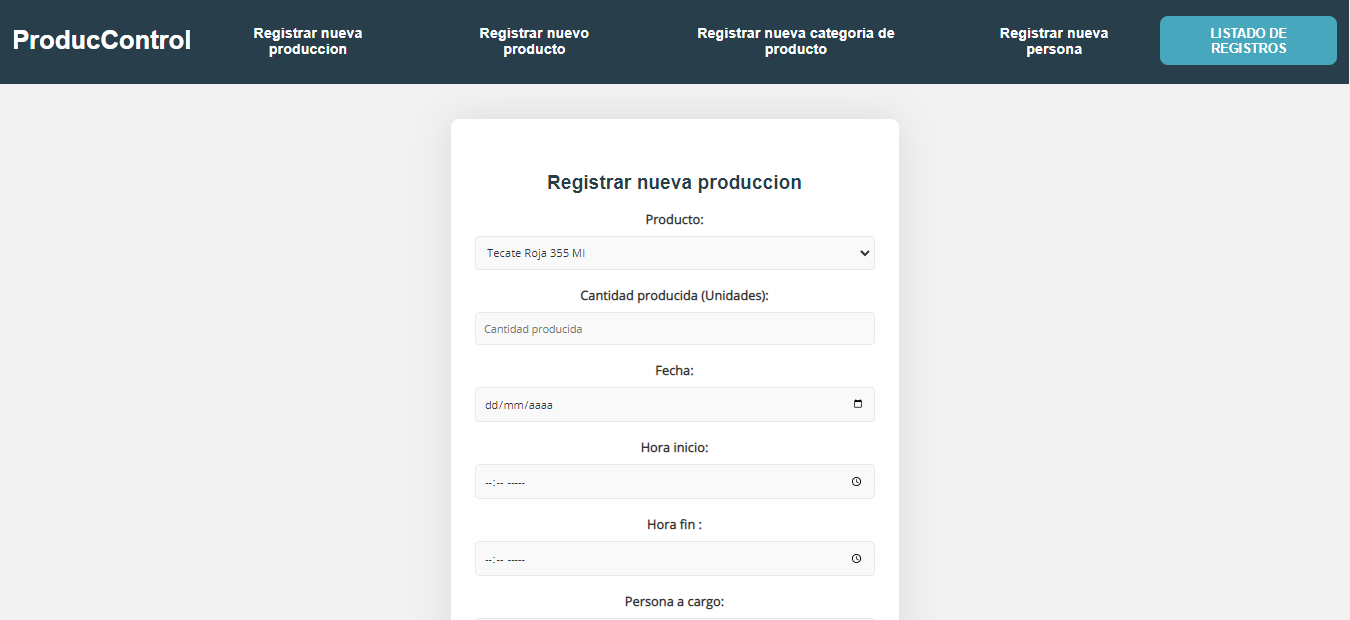 ProducControl
Registrar nueva
produccion
Registrar nuevo
producto
Registrar nueva categoria de
producto
Registrar nueva
persona
LISTADO DE
REGISTROS
Registrar nueva produccion
Producto:
Tecate Roja 355 Ml
Cantidad producida (Unidades):
Cantidad producida
Fecha:
dd/mm/aaaa
Hora inicio:
--:-- -----
Hora fin :
--:-- -----
Persona a cargo: